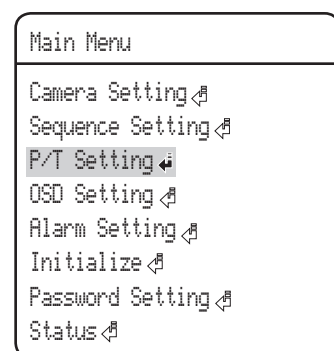 Main Menu
Camera Setting
Sequence Setting
P/T Setting
OSD Setting
Alarm Setting
Initialize
Password Setting
Status